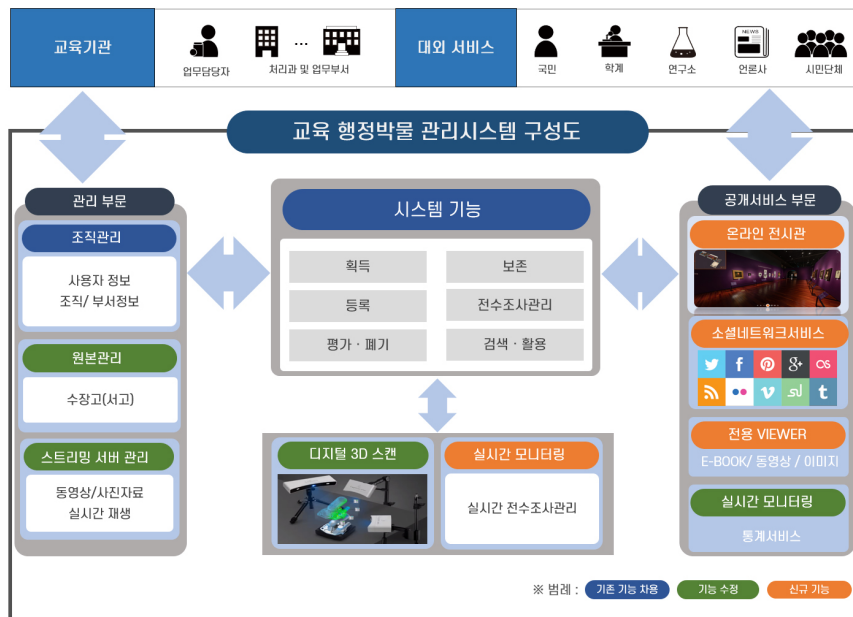 교육기관
업무담당자
...
처리과 및 업무부서
대외 서비스
국민
학계
연구소
NEWS
언론사
시민단체
교육 행정박물 관리시스템 구성도
관리 부문
조직관리
사용자 정보
조직/ 부서정보
원본관리
수장고(서고)
스트리밍 서버 관리
동영상/사진자료
실시간 재생
시스템 기능
획득
보존
등록
전수조사관리
평가 · 폐기
검색 · 활용
디지털 3D 스캔
실시간 모니터링
실시간 전수조사관리
공개서비스 부문
온라인 전시관
소셜네트워크서비스
전용 VIEWER
E-BOOK/ 동영상 / 이미지
실시간 모니터링
통계서비스
※ 범례 : 기존 기능 차용 기능 수정 신규 기능